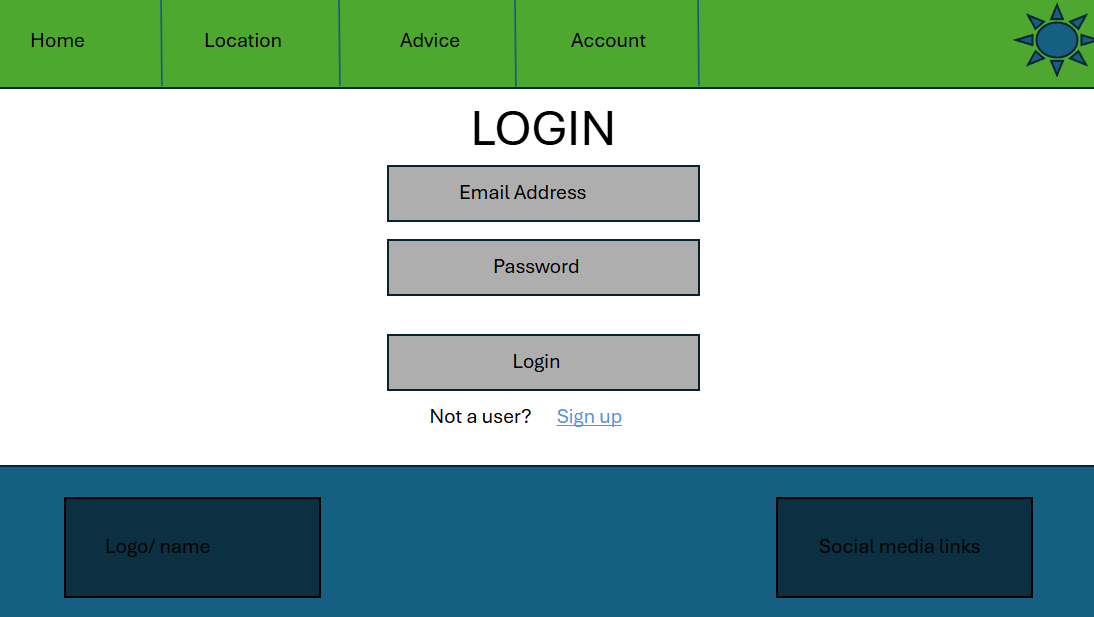 Home Location Advice Account
LOGIN
Email Address
Password
Login
Not a user? Sign up
Logo/ name
Social media links